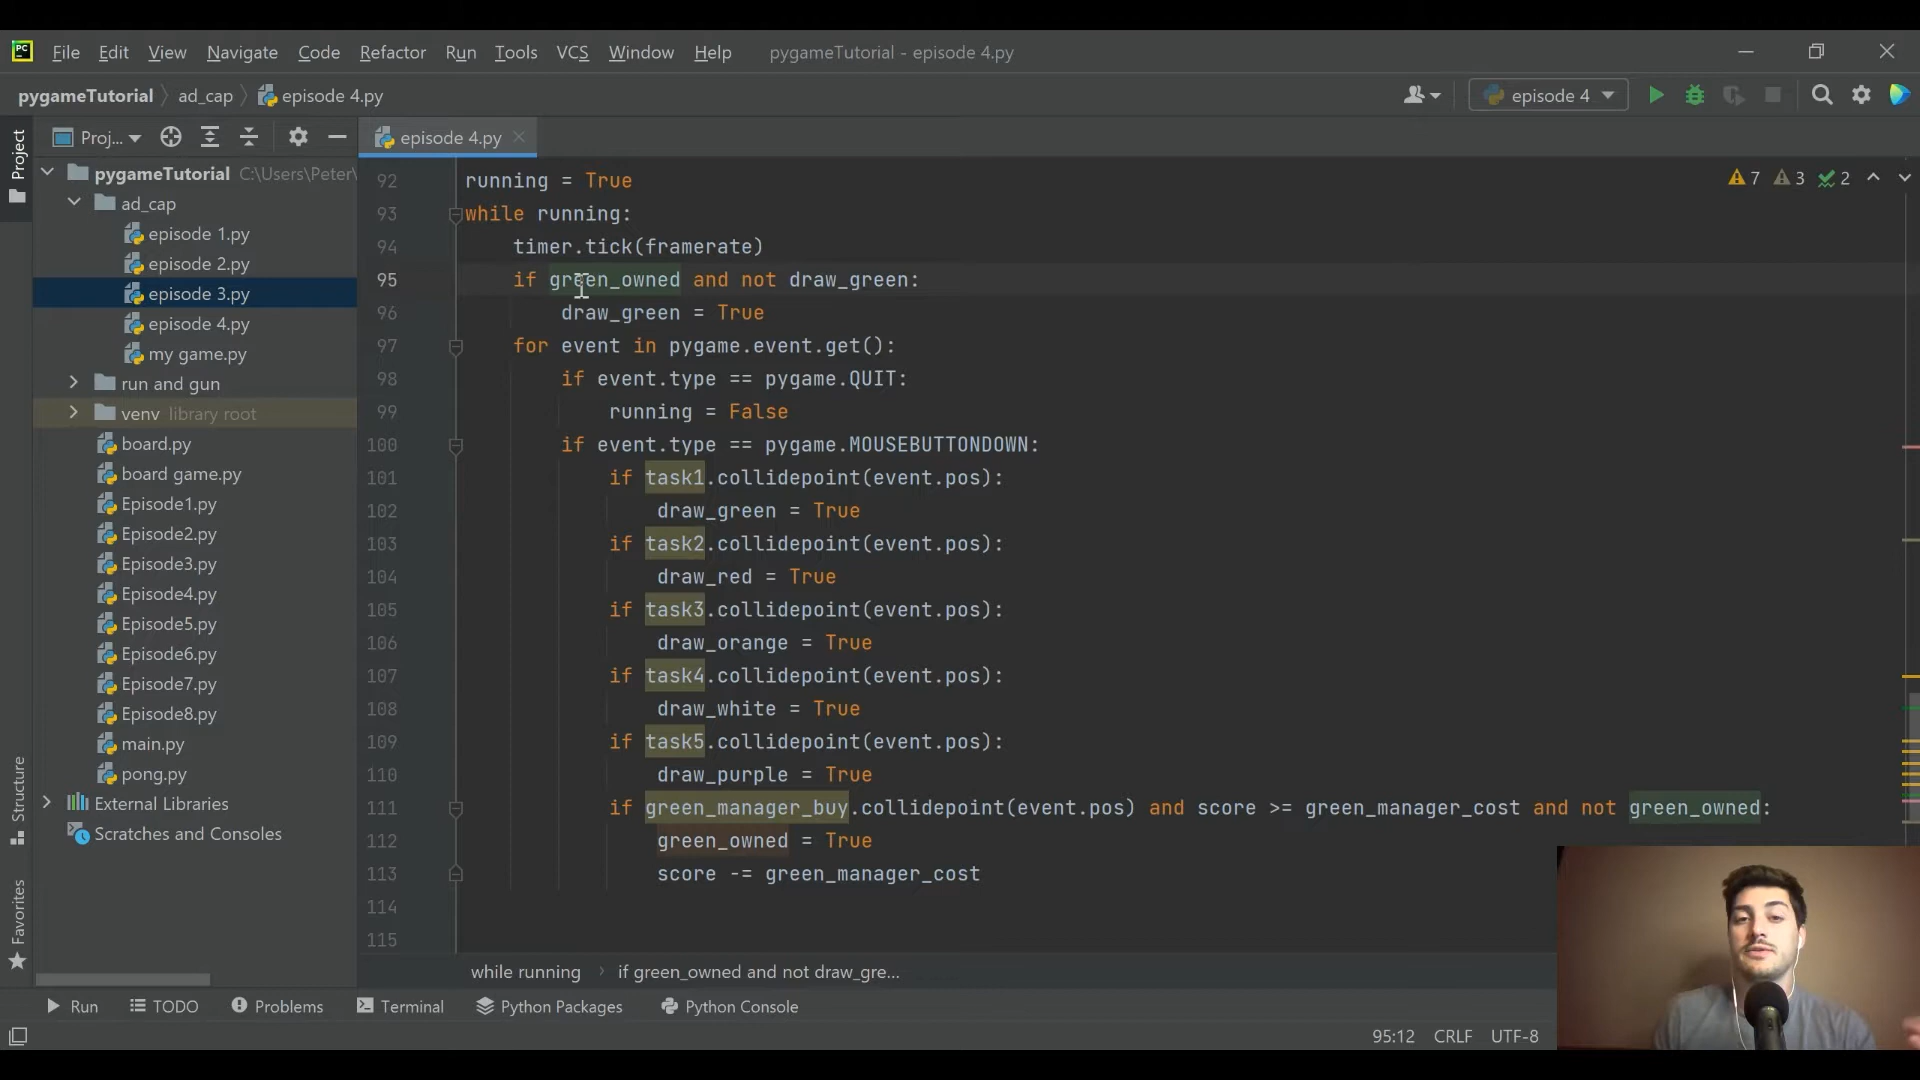 PC File Edit View Navigate Code Refactor Run Tools VCS Window Help pygameTutorial - episode 4.py
pygameTutorial ad_cap episode 4.py episode 4
Project
Proj... episode 4.py
pygameTutorial C:\Users\Peter\
ad_cap
episode 1.py
episode 2.py
episode 3.py
episode 4.py
my game.py
run and gun
venv library root
board.py
board game.py
Episode1.py
Episode2.py
Episode3.py
Episode4.py
Episode5.py
Episode6.py
Episode7.py
Episode8.py
main.py
pong.py
External Libraries
Scratches and Consoles
Structure
Favorites
7 3 2
92 running = True
93 while running:
94 timer.tick(framerate)
95 if green_owned and not draw_green:
96 draw_green = True
97 for event in pygame.event.get():
98 if event.type == pygame.QUIT:
99 running = False
100 if event.type == pygame.MOUSEBUTTONDOWN:
101 if task1.collidepoint(event.pos):
102 draw_green = True
103 if task2.collidepoint(event.pos):
104 draw_red = True
105 if task3.collidepoint(event.pos):
106 draw_orange = True
107 if task4.collidepoint(event.pos):
108 draw_white = True
109 if task5.collidepoint(event.pos):
110 draw_purple = True
111 if green_manager_buy.collidepoint(event.pos) and score >= green_manager_cost and not green_owned:
112 green_owned = True
113 score -= green_manager_cost
114
115
while running if green_owned and not draw_gre...
Run TODO Problems Terminal Python Packages Python Console
95:12 CRLF UTF-8